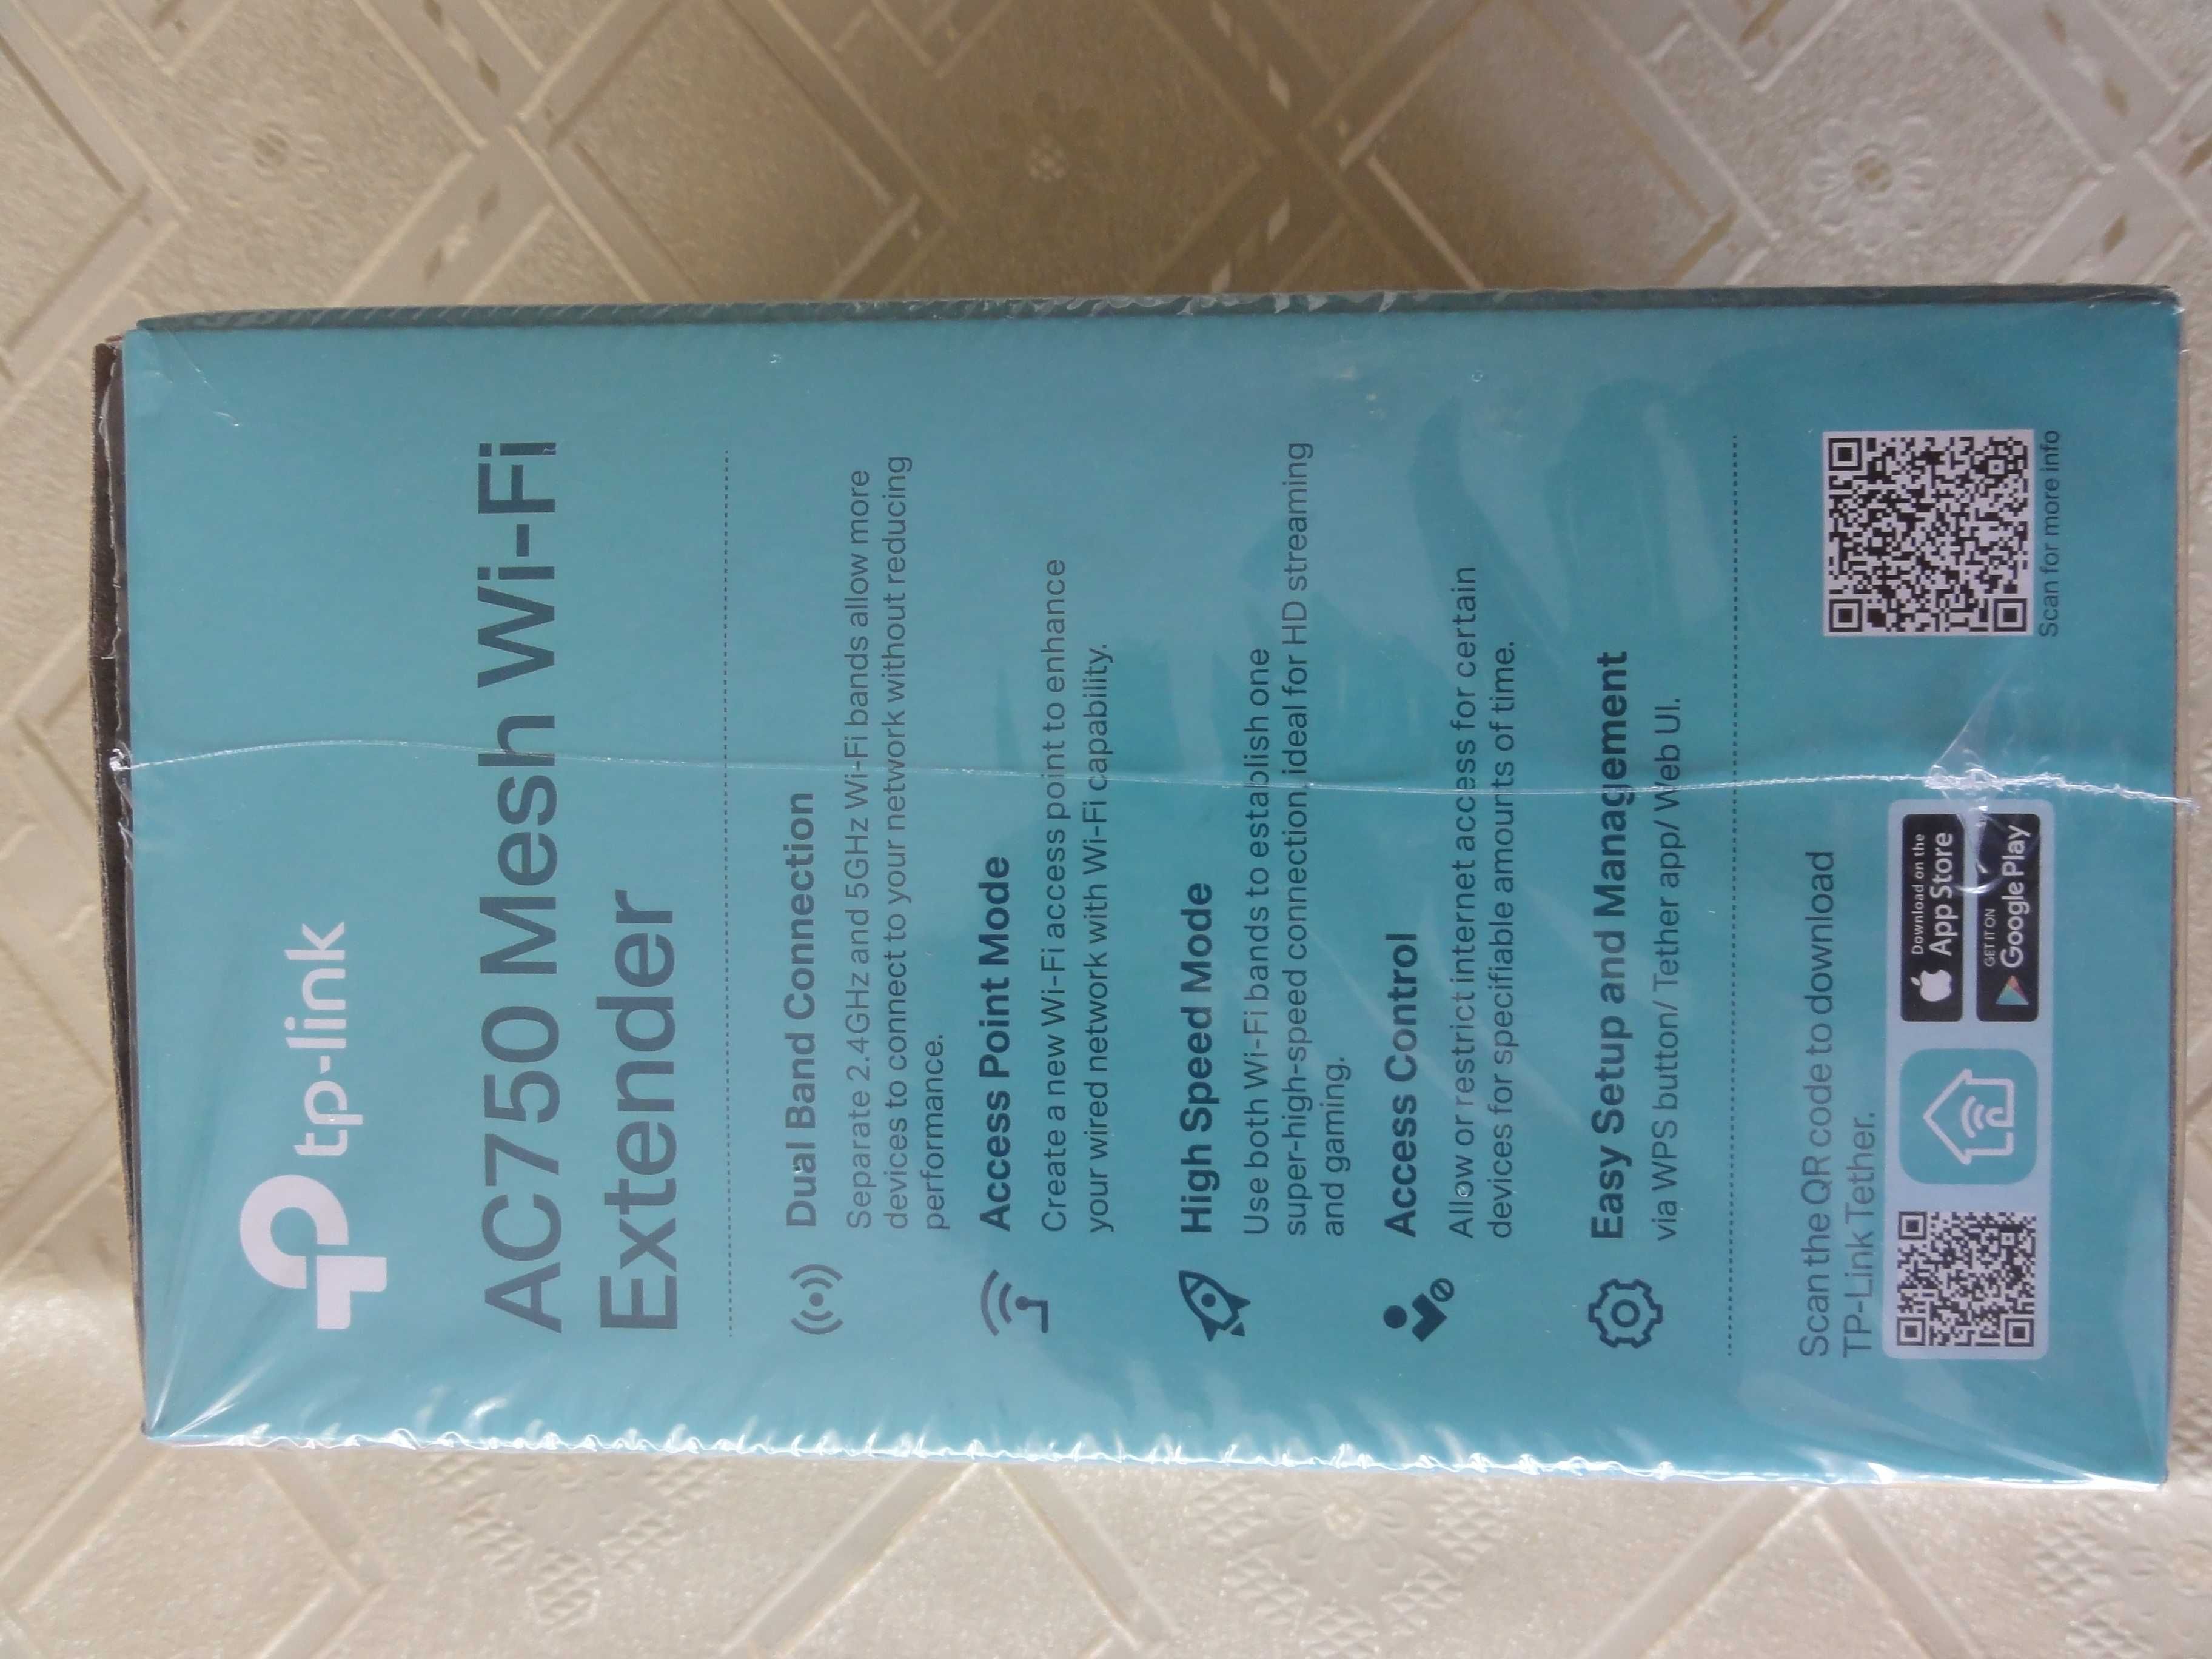 tp-link
AC750 Mesh Wi-Fi
Extender
Dual Band Connection
Separate 2.4GHz and 5GHz Wi-Fi bands allow more
devices to connect to your network without reducing
performance.
Access Point Mode
Create a new Wi-Fi access point to enhance
your wired network with Wi-Fi capability.
High Speed Mode
Use both Wi-Fi bands to establish one
super-high-speed connection, ideal for HD streaming
and gaming.
Access Control
Allow or restrict internet access for certain
devices for specifiable amounts of time.
Easy Setup and Management
via WPS button/ Tether app/ Web UI.
Scan the QR code to download
TP-Link Tether.
Download on the
App Store
GET IT ON
Google Play
Scan for more info